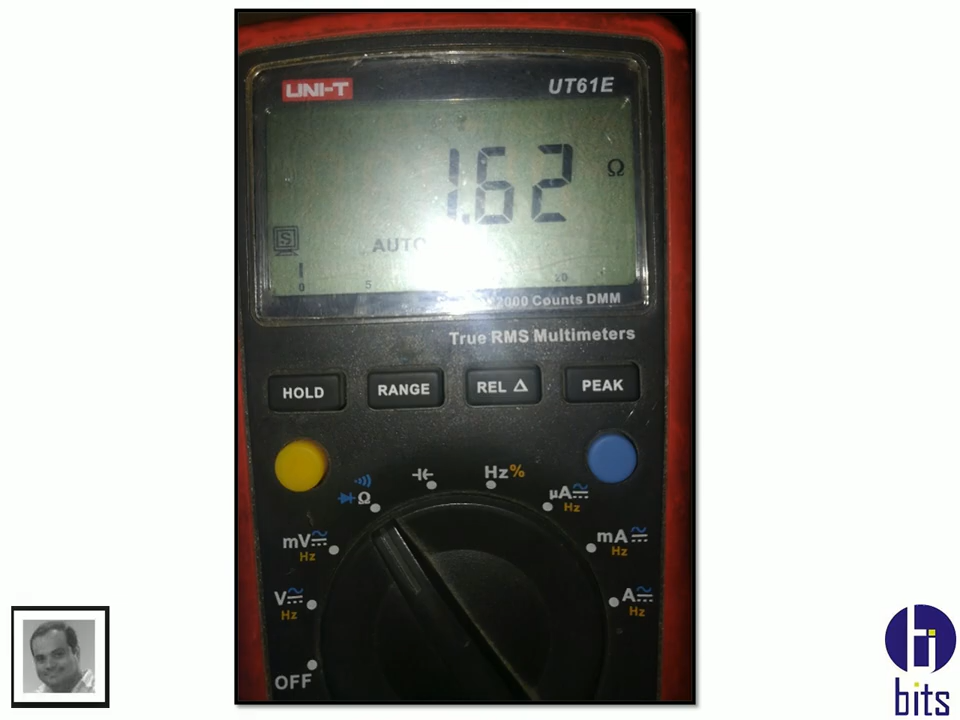 UNI-T UT61E
1.62 Ω
S
AUTO
0 5 20
2000 Counts DMM
True RMS Multimeters
HOLD RANGE REL Δ PEAK
Hz%
Ω
µA
Hz
mV
Hz
mA
Hz
V
Hz
A
Hz
OFF
bits